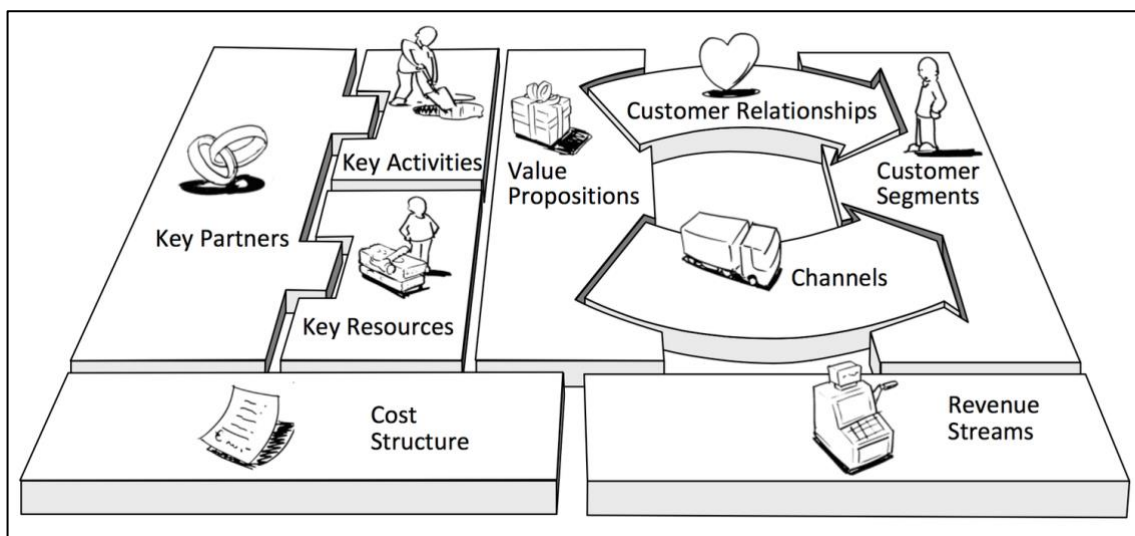 Key Partners
Key Activities
Key Resources
Value
Propositions
Customer Relationships
Channels
Customer
Segments
Cost
Structure
Revenue
Streams